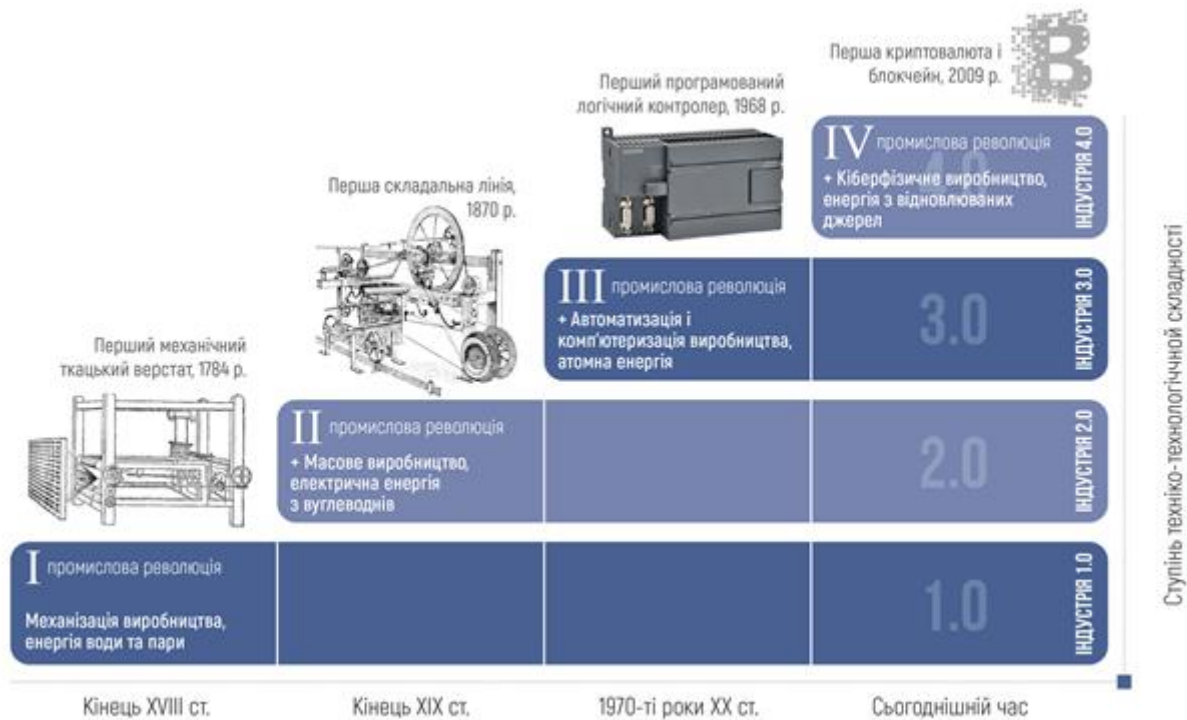 Перша криптовалюта і
блокчейн, 2009 р.
Перший програмований
логічний контролер, 1968 р.
IV промислова революція
+ Кіберфізичне виробництво,
енергія з відновлюваних
джерел
4.0
ІНДУСТРІЯ 4.0
Перша складальна лінія,
1870 р.
III промислова революція
+ Автоматизація і
комп'ютеризація виробництва,
атомна енергія
3.0
ІНДУСТРІЯ 3.0
Перший механічний
ткацький верстат, 1784 р.
II промислова революція
+ Масове виробництво,
електрична енергія
з вуглеводнів
2.0
ІНДУСТРІЯ 2.0
I промислова революція
Механізація виробництва,
енергія води та пари
1.0
ІНДУСТРІЯ 1.0
Ступінь техніко-технологіччної складності
Кінець XVIII ст.
Кінець XIX ст.
1970-ті роки XX ст.
Сьогоднішній час